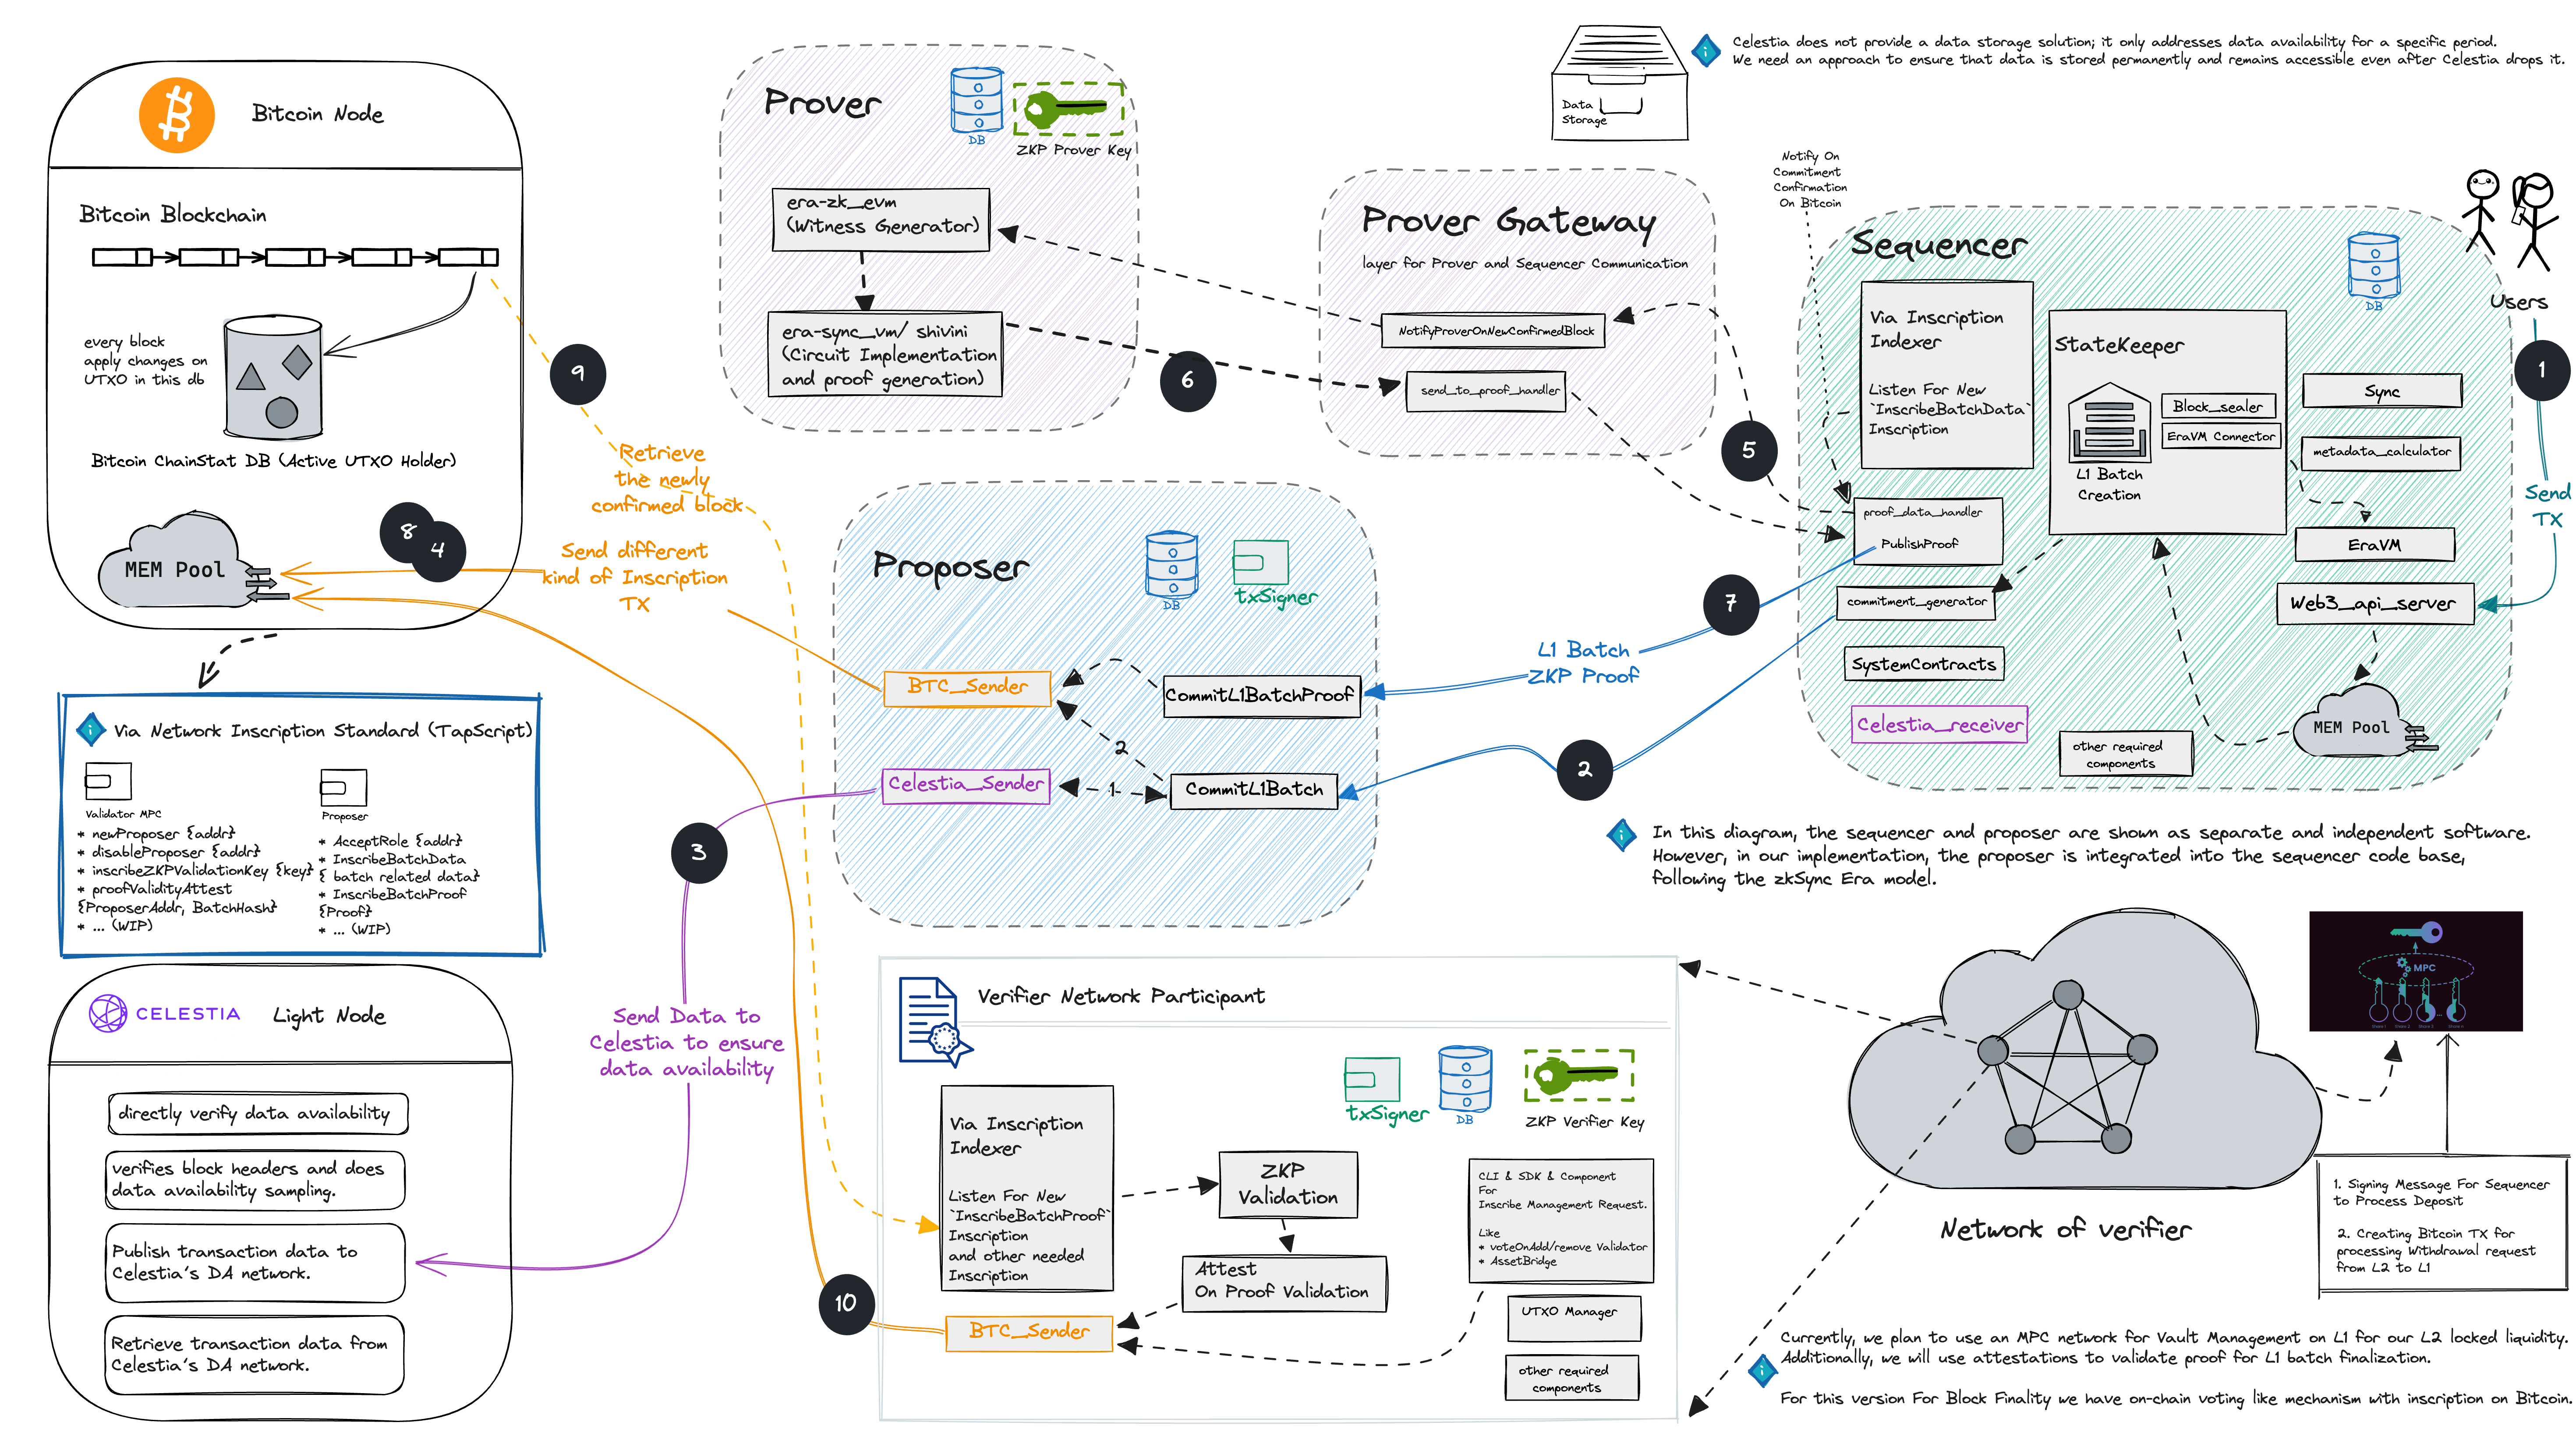 Bitcoin Node
Bitcoin Blockchain
every block
apply changes on
UTXO in this db
Bitcoin ChainStat DB (Active UTXO Holder)
8
4
MEM Pool
Via Network Inscription Standard (TapScript)
Validator MPC
* newProposer {addr}
* disableProposer {addr}
* inscribeZKPValidationKey {key}
* proofValidityAttest
{ProposerAddr, BatchHash}
* ... (WIP)
Proposer
* AcceptRole {addr}
* InscribeBatchData
{ batch related data}
* InscribeBatchProof
{Proof}
* ... (WIP)
CELESTIA
Light Node
directly verify data availability
verifies block headers and does
data availability sampling.
Publish transaction data to
Celestia's DA network.
Retrieve transaction data from
Celestia's DA network.
9
Retrieve
the newly
confirmed block
Send different
kind of Inscription
TX
3
Send Data to
Celestia to ensure
data availability
10
Prover
DB
ZKP Prover Key
era-zk_evm
(Witness Generator)
era-sync_vm/ shivini
(Circuit Implementation
and proof generation)
6
Prover Gateway
layer for Prover and Sequencer Communication
NotifyProverOnNewConfirmedBlock
send_to_proof_handler
5
Proposer
DB
txSigner
BTC_Sender
CommitL1BatchProof
2
Celestia_Sender
1
CommitL1Batch
7
L1 Batch
ZKP Proof
2
Data
Storage
Celestia does not provide a data storage solution; it only addresses data availability for a specific period.
We need an approach to ensure that data is stored permanently and remains accessible even after Celestia drops it.
Notify On
Commitment
Confirmation
On Bitcoin
Sequencer
DB
Via Inscription
Indexer
Listen For New
`InscribeBatchData`
Inscription
StateKeeper
Block_sealer
EraVM Connector
L1 Batch
Creation
Sync
metadata_calculator
EraVM
Web3_api_server
MEM Pool
proof_data_handler
PublishProof
commitment_generator
SystemContracts
Celestia_receiver
other required
components
Users
1
Send
TX
In this diagram, the sequencer and proposer are shown as separate and independent software.
However, in our implementation, the proposer is integrated into the sequencer code base,
following the zkSync Era model.
Verifier Network Participant
txSigner
DB
ZKP Verifier Key
Via Inscription
Indexer
Listen For New
`InscribeBatchProof`
Inscription
and other needed
Inscription
ZKP
Validation
Attest
On Proof Validation
BTC_Sender
CLI & SDK & Component
For
Inscribe Management Request.
Like
* voteOnAdd/remove Validator
* AssetBridge
UTXO Manager
other required
components
Network of verifier
MPC
1. Signing Message For Sequencer
to Process Deposit
2. Creating Bitcoin TX for
processing Withdrawal request
from L2 to L1
Currently, we plan to use an MPC network for Vault Management on L1 for our L2 locked liquidity.
Additionally, we will use attestations to validate proof for L1 batch finalization.
For this version For Block Finality we have on-chain voting like mechanism with inscription on Bitcoin.